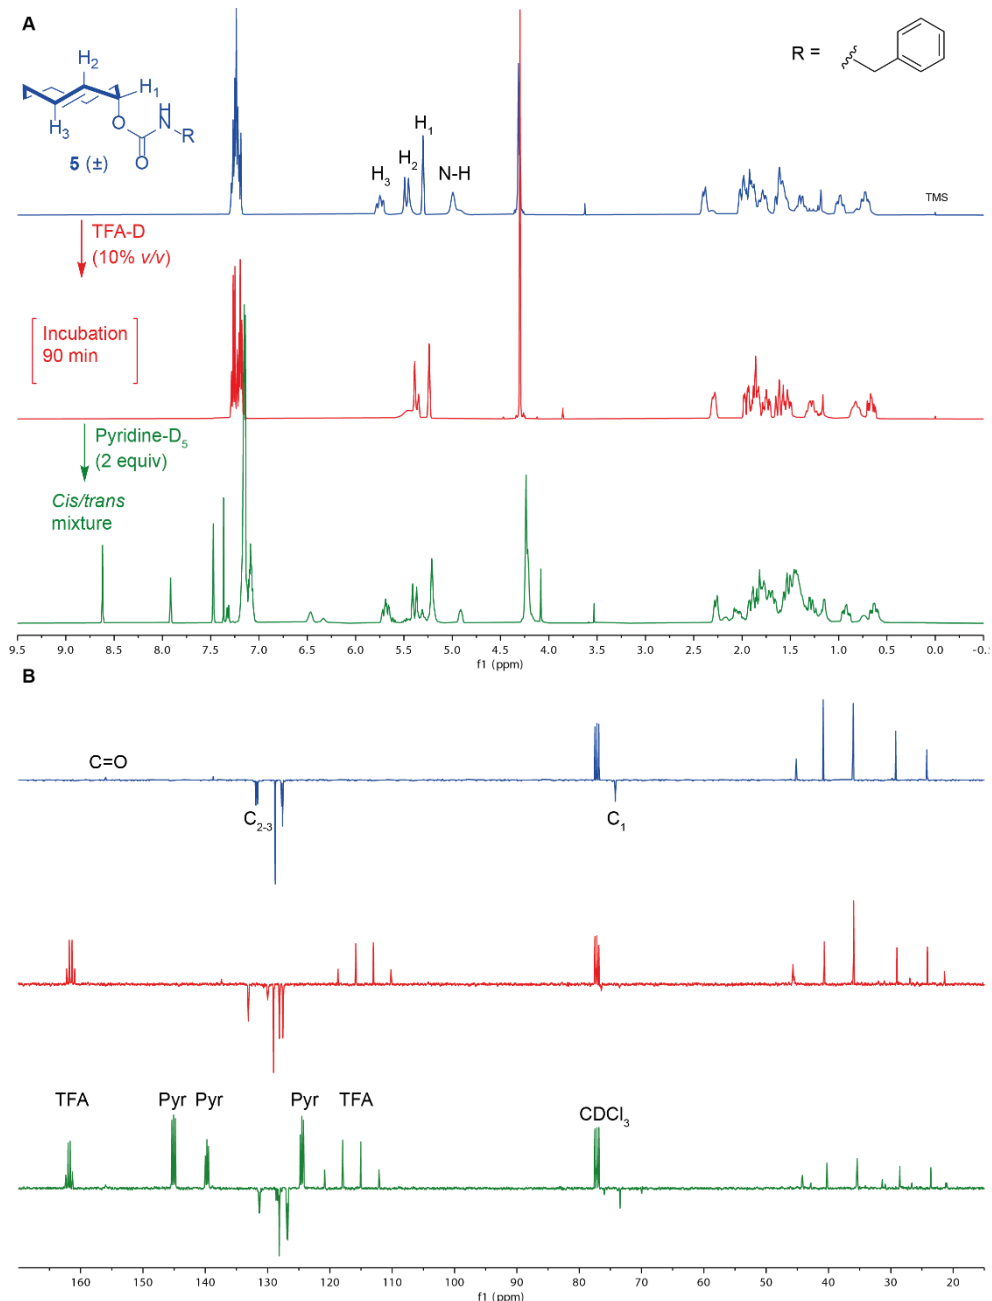 A
R =
H2
H1
H3
O
H
N
R
O
5 (±)
H3
H2
H1
N-H
TMS
TFA-D
(10% v/v)
Incubation
90 min
Pyridine-D5
(2 equiv)
Cis/trans
mixture
9.5 9.0 8.5 8.0 7.5 7.0 6.5 6.0 5.5 5.0 4.5 4.0 3.5 3.0 2.5 2.0 1.5 1.0 0.5 0.0 -0.
f1 (ppm)
B
C=O
C2-3
C1
TFA Pyr Pyr Pyr TFA
CDCl3
160 150 140 130 120 110 100 90 80 70 60 50 40 30 20
f1 (ppm)